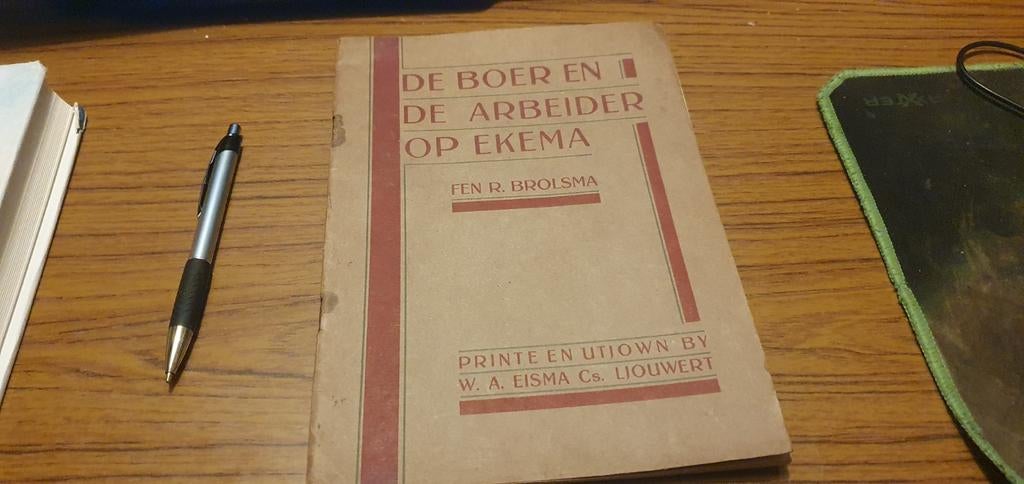 DE BOER EN
DE ARBEIDER
OP EKEMA
FEN R. BROLSMA
PRINTE EN UTJOWN BY
W. A. EISMA Cs. LJOUWERT